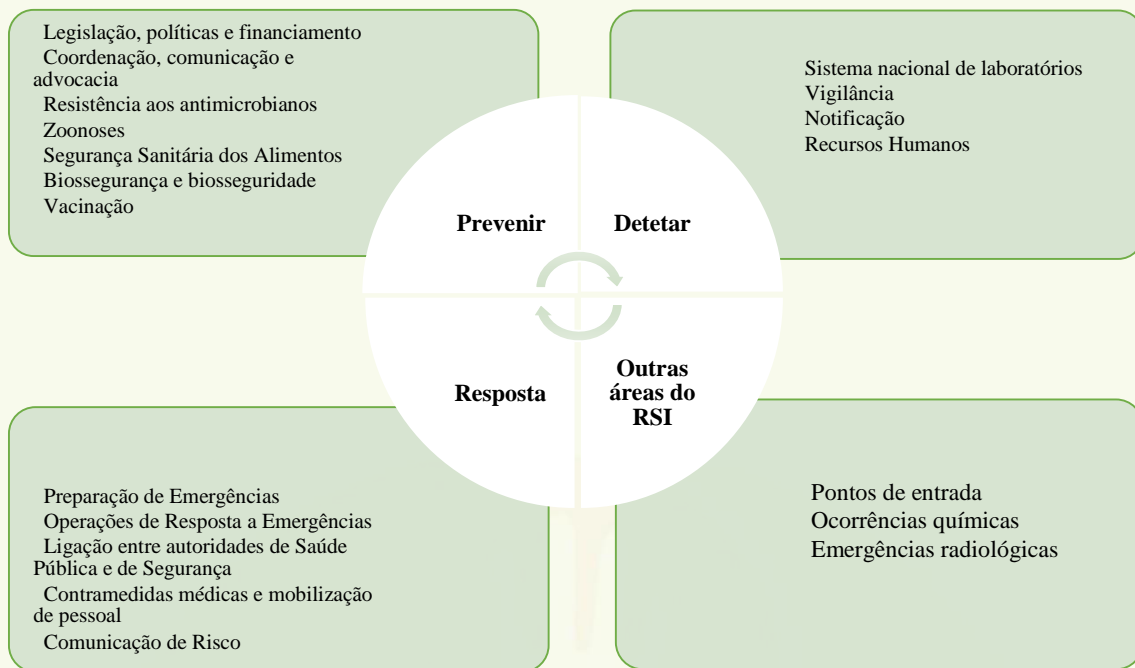 Legislação, políticas e financiamento
Coordenação, comunicação e
advocacia
Resistência aos antimicrobianos
Zoonoses
Segurança Sanitária dos Alimentos
Biossegurança e biosseguridade
Vacinação
Sistema nacional de laboratórios
Vigilância
Notificação
Recursos Humanos
Prevenir
Detetar
Resposta
Outras
áreas do
RSI
Preparação de Emergências
Operações de Resposta a Emergências
Ligação entre autoridades de Saúde
Pública e de Segurança
Contramedidas médicas e mobilização
de pessoal
Comunicação de Risco
Pontos de entrada
Ocorrências químicas
Emergências radiológicas